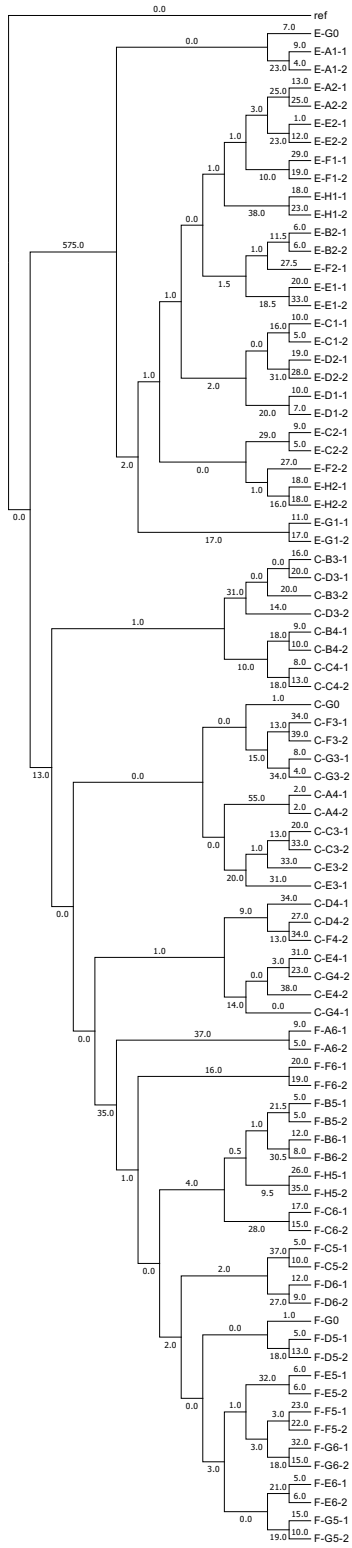 0.0 ref
7.0 E-G0
0.0
9.0 E-A1-1
4.0 E-A1-2
23.0
13.0 E-A2-1
25.0
25.0 E-A2-2
3.0
1.0 E-E2-1
12.0 E-E2-2
23.0
1.0
29.0 E-F1-1
19.0 E-F1-2
10.0
1.0
18.0 E-H1-1
23.0 E-H1-2
38.0
0.0
6.0 E-B2-1
11.5
6.0 E-B2-2
1.0
27.5 E-F2-1
575.0
1.5
20.0 E-E1-1
18.5
33.0 E-E1-2
10.0 E-C1-1
16.0
5.0 E-C1-2
0.0
19.0 E-D2-1
28.0 E-D2-2
31.0
1.0
2.0
10.0 E-D1-1
7.0 E-D1-2
20.0
1.0
9.0 E-C2-1
29.0
5.0 E-C2-2
2.0
0.0
27.0 E-F2-2
1.0
18.0 E-H2-1
18.0 E-H2-2
16.0
11.0 E-G1-1
0.0
17.0 E-G1-2
17.0
16.0 C-B3-1
0.0
20.0 C-D3-1
0.0
20.0 C-B3-2
31.0
14.0 C-D3-2
1.0
9.0 C-B4-1
18.0
10.0 C-B4-2
10.0
8.0 C-C4-1
13.0 C-C4-2
18.0
1.0 C-G0
0.0
34.0 C-F3-1
13.0
39.0 C-F3-2
15.0
8.0 C-G3-1
4.0 C-G3-2
34.0
13.0
0.0
2.0 C-A4-1
55.0
2.0 C-A4-2
0.0
20.0 C-C3-1
13.0
33.0 C-C3-2
1.0
33.0 C-E3-2
20.0
31.0 C-E3-1
34.0 C-D4-1
0.0
9.0
27.0 C-D4-2
34.0 C-F4-2
13.0
1.0
31.0 C-E4-1
3.0
23.0 C-G4-2
0.0
38.0 C-E4-2
14.0
0.0 C-G4-1
0.0
9.0 F-A6-1
37.0
5.0 F-A6-2
20.0 F-F6-1
16.0
19.0 F-F6-2
35.0
5.0 F-B5-1
21.5
5.0 F-B5-2
1.0
12.0 F-B6-1
8.0 F-B6-2
30.5
0.5
26.0 F-H5-1
35.0 F-H5-2
9.5
1.0
4.0
17.0 F-C6-1
15.0 F-C6-2
28.0
5.0 F-C5-1
37.0
10.0 F-C5-2
2.0
0.0
12.0 F-D6-1
9.0 F-D6-2
27.0
1.0 F-G0
0.0
5.0 F-D5-1
13.0 F-D5-2
18.0
2.0
6.0 F-E5-1
32.0
6.0 F-E5-2
0.0
1.0
23.0 F-F5-1
3.0
22.0 F-F5-2
3.0
32.0 F-G6-1
15.0 F-G6-2
18.0
3.0
5.0 F-E6-1
21.0
6.0 F-E6-2
0.0
15.0 F-G5-1
10.0 F-G5-2
19.0